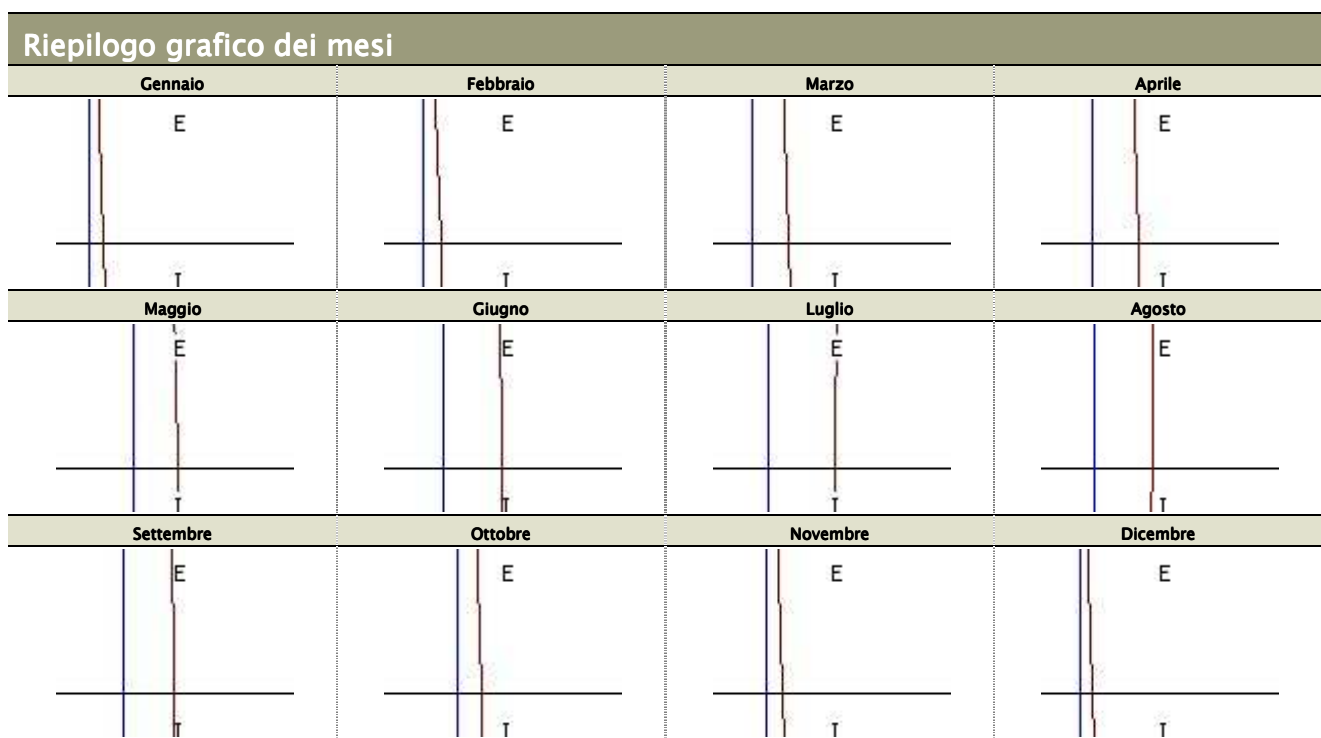 Riepilogo grafico dei mesi
Gennaio Febbraio Marzo Aprile
E E E E
T T T T
Maggio Giugno Luglio Agosto
E E E E
T T T T
Settembre Ottobre Novembre Dicembre
E E E E
T T T T